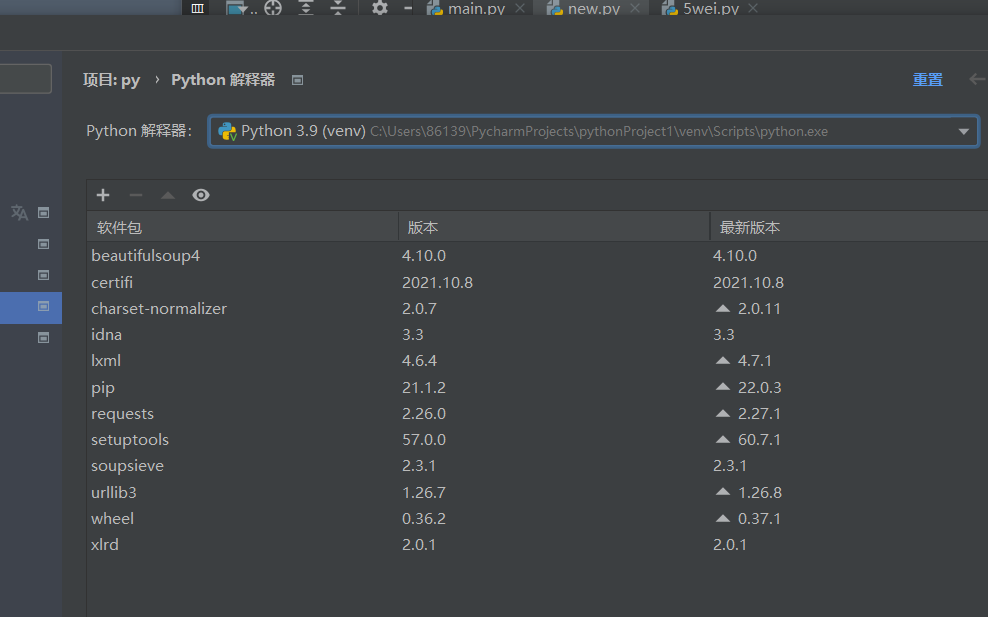 main.py new.py 5wei.py
项目: py › Python 解释器 重置
Python 解释器: Python 3.9 (venv) C:\Users\86139\PycharmProjects\pythonProject1\venv\Scripts\python.exe
软件包 版本 最新版本
beautifulsoup4 4.10.0 4.10.0
certifi 2021.10.8 2021.10.8
charset-normalizer 2.0.7 2.0.11
idna 3.3 3.3
lxml 4.6.4 4.7.1
pip 21.1.2 22.0.3
requests 2.26.0 2.27.1
setuptools 57.0.0 60.7.1
soupsieve 2.3.1 2.3.1
urllib3 1.26.7 1.26.8
wheel 0.36.2 0.37.1
xlrd 2.0.1 2.0.1